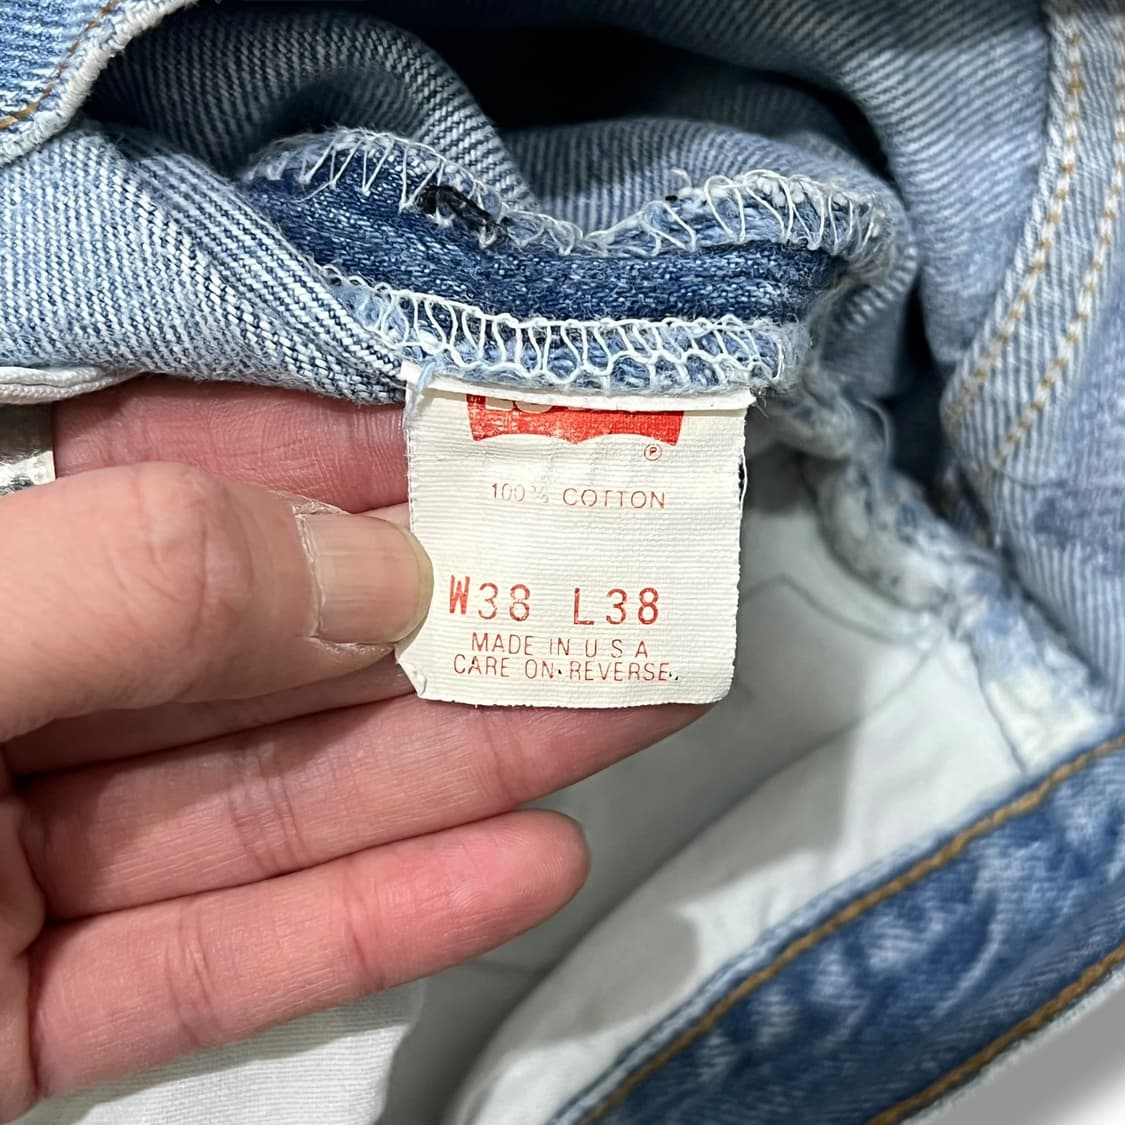 ℗
100% COTTON
W38 L38
MADE IN U S A
CARE ON REVERSE